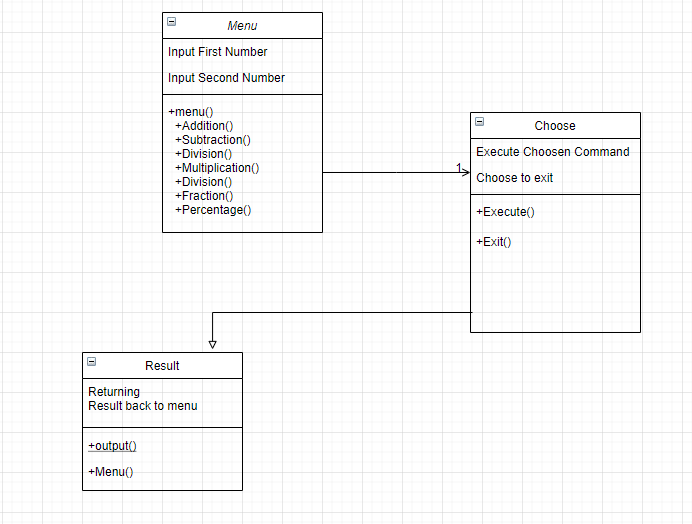 Menu
Input First Number
Input Second Number
+menu()
+Addition()
+Subtraction()
+Division()
+Multiplication()
+Division()
+Fraction()
+Percentage()
1
Choose
Execute Choosen Command
Choose to exit
+Execute()
+Exit()
Result
Returning
Result back to menu
+output()
+Menu()